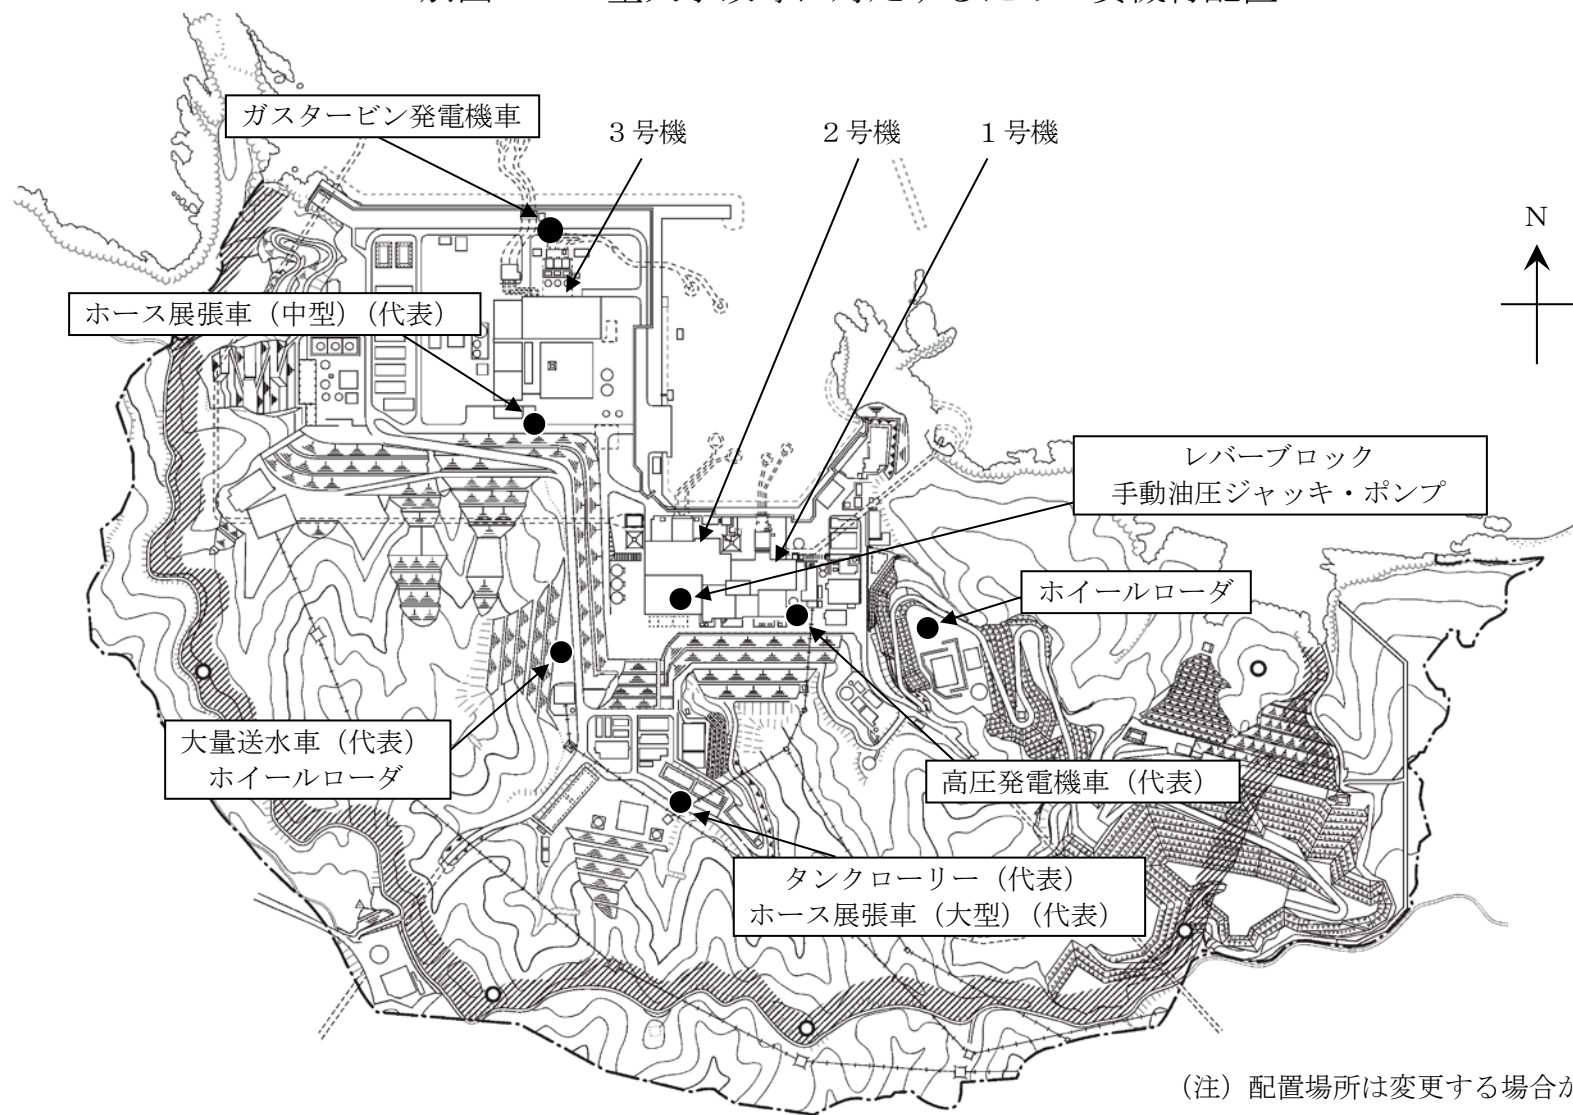 ガスタービン発電機車
３号機
２号機
１号機
N
ホース展張車（中型）（代表）
レバーブロック
手動油圧ジャッキ・ポンプ
ホイールローダ
大量送水車（代表）
ホイールローダ
高圧発電機車（代表）
タンクローリー（代表）
ホース展張車（大型）（代表）
（注）配置場所は変更する場合が